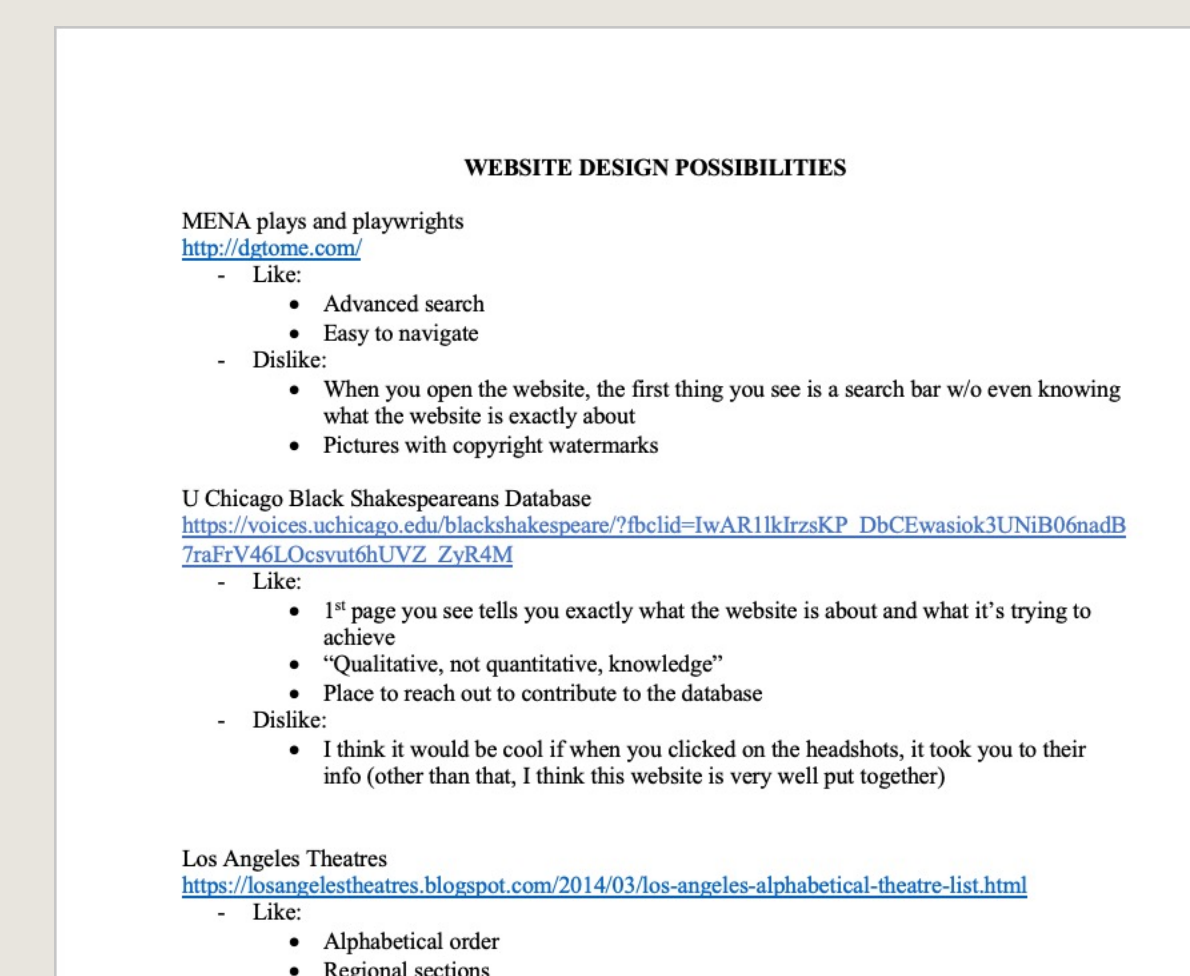 WEBSITE DESIGN POSSIBILITIES
MENA plays and playwrights
http://dgtome.com/
- Like:
• Advanced search
• Easy to navigate
- Dislike:
• When you open the website, the first thing you see is a search bar w/o even knowing
what the website is exactly about
• Pictures with copyright watermarks
U Chicago Black Shakespeareans Database
https://voices.uchicago.edu/blackshakespeare/?fbclid=IwAR1lkIrzsKP_DbCEwasiok3UNiB06nadB
7raFrV46LOcsvut6hUVZ_ZyR4M
- Like:
• 1st page you see tells you exactly what the website is about and what it’s trying to
achieve
• “Qualitative, not quantitative, knowledge”
• Place to reach out to contribute to the database
- Dislike:
• I think it would be cool if when you clicked on the headshots, it took you to their
info (other than that, I think this website is very well put together)
Los Angeles Theatres
https://losangelestheatres.blogspot.com/2014/03/los-angeles-alphabetical-theatre-list.html
- Like:
• Alphabetical order
• Regional sections